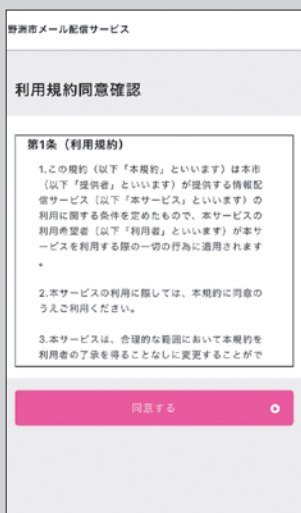 野洲市メール配信サービス
利用規約同意確認
第1条（利用規約）
1.この規約（以下「本規約」といいます）は本市
（以下「提供者」といいます）が提供する情報配
信サービス（以下「本サービス」といいます）の
利用に関する条件を定めたもので、本サービスの
利用希望者（以下「利用者」といいます）が本サ
ービスを利用する際の一切の行為に適用されます
。
2.本サービスの利用に際しては、本規約に同意の
うえご利用ください。
3.本サービスは、合理的な範囲において本規約を
利用者の了承を得ることなしに変更することがで
同意する